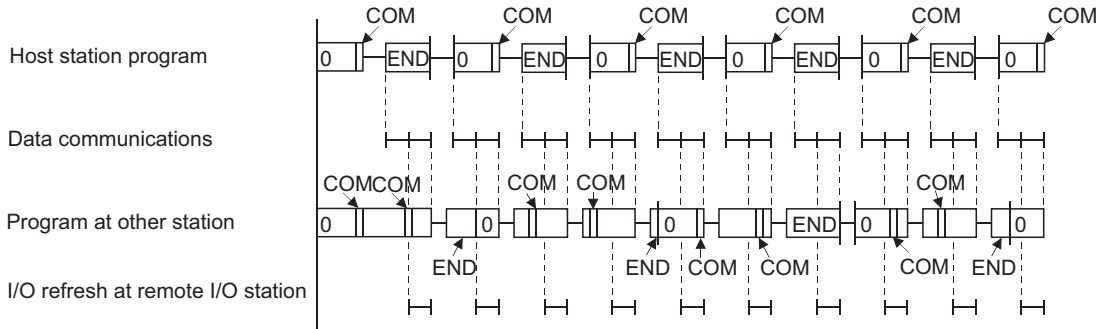 COM COM COM COM COM COM
Host station program 0 END 0 END 0 END 0 END 0 END 0
Data communications
COM COM COM COM COM
Program at other station 0 0 0 END 0 0
END END COM COM COM END
I/O refresh at remote I/O station